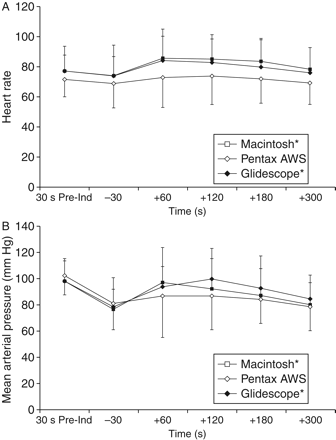 A
120
100
80
60
40
20
0
Heart rate
Macintosh*
Pentax AWS
Glidescope*
30 s Pre-Ind –30 +60 +120 +180 +300
Time (s)
B
140
120
100
80
60
40
20
0
Mean arterial pressure (mm Hg)
Macintosh*
Pentax AWS
Glidescope*
30 s Pre-Ind –30 +60 +120 +180 +300
Time (s)